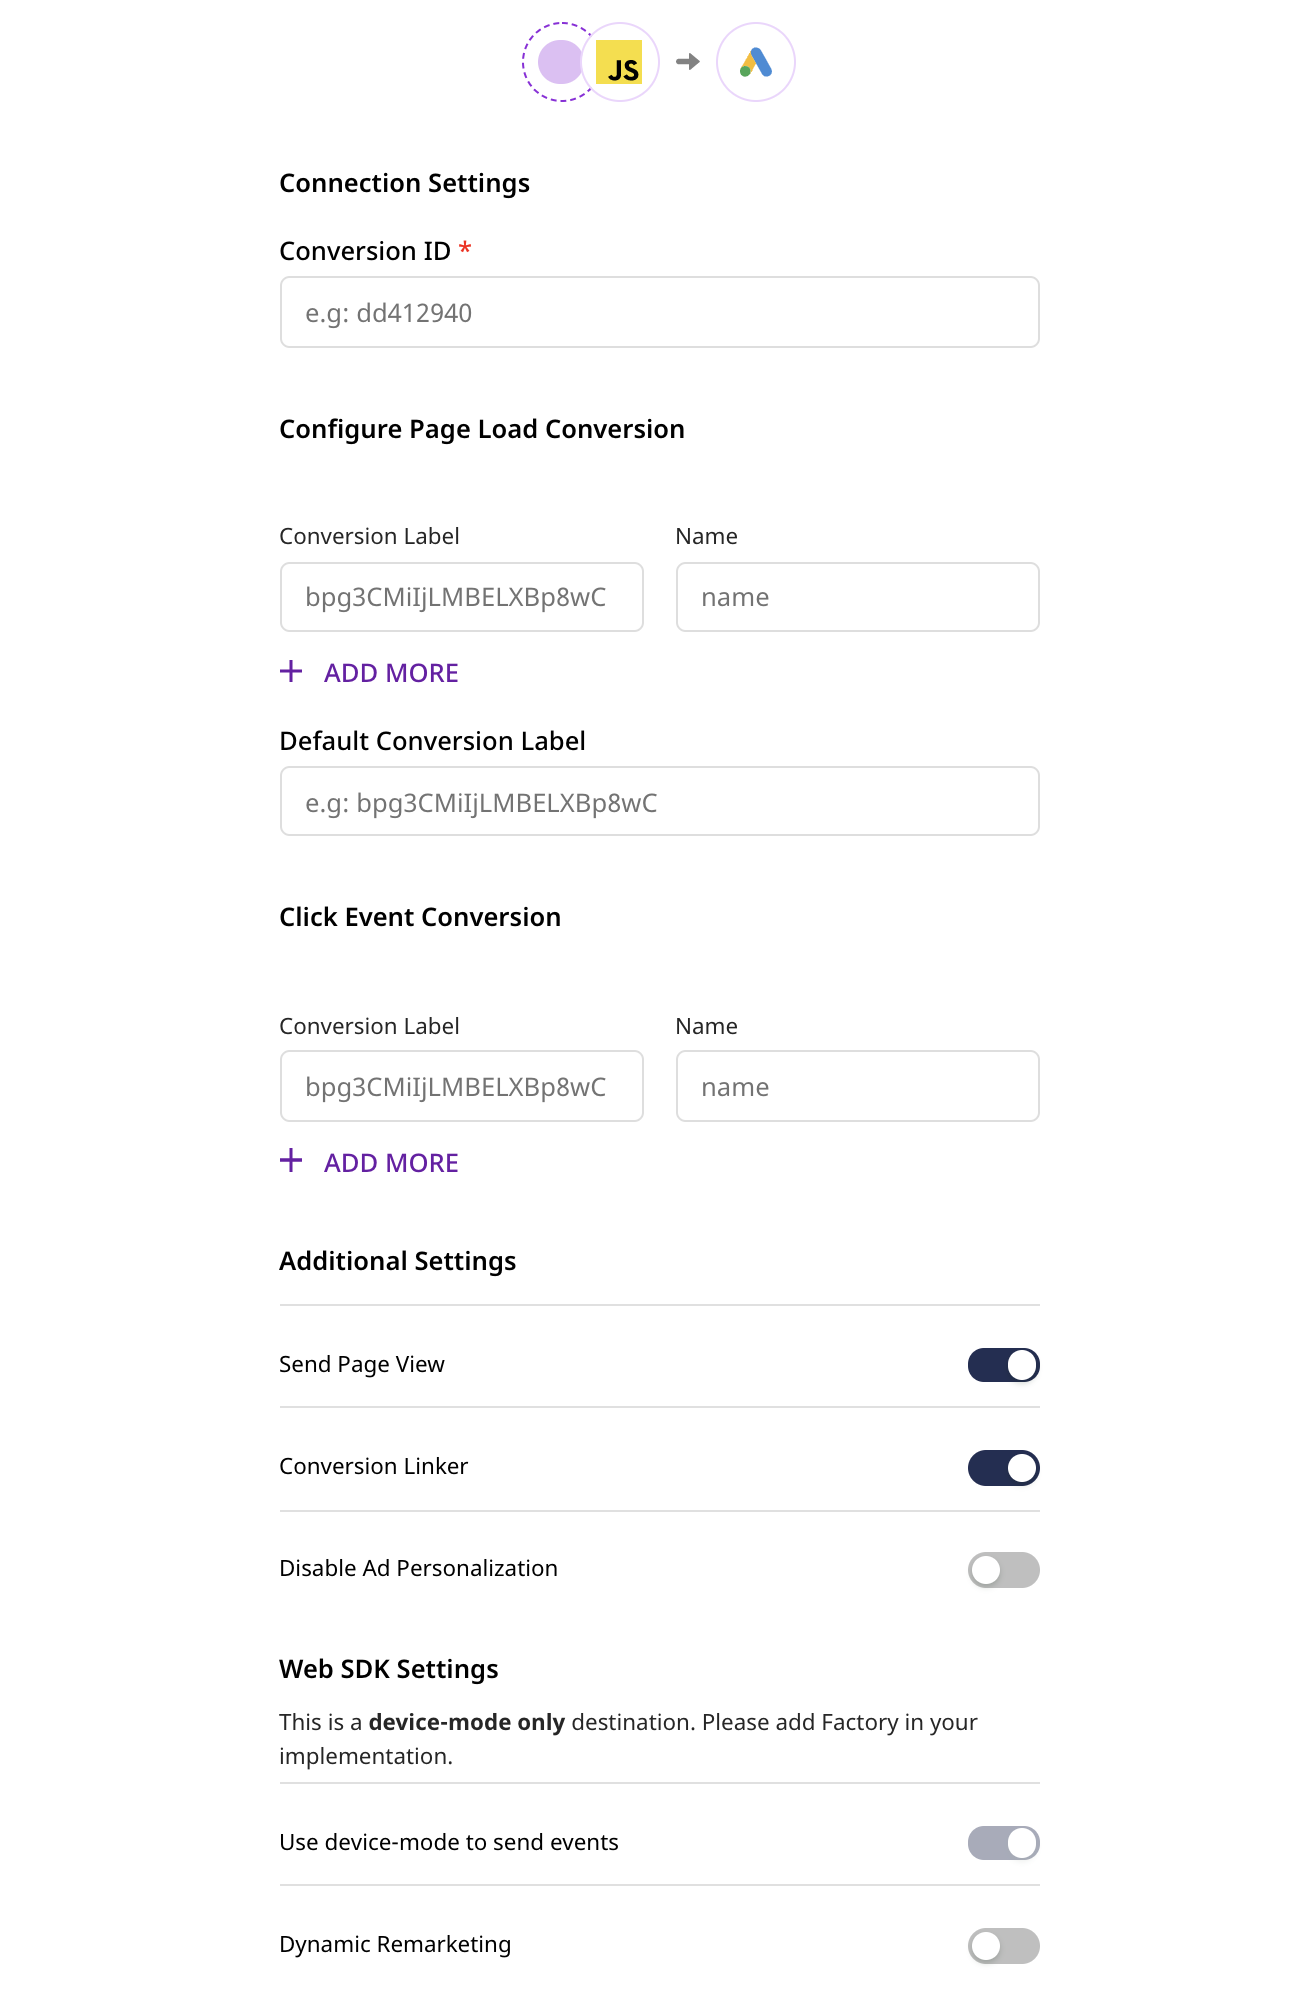 JS
Connection Settings
Conversion ID *
e.g: dd412940
Configure Page Load Conversion
Conversion Label
Name
bpg3CMiIjLMBELXBp8wC
name
+ ADD MORE
Default Conversion Label
e.g: bpg3CMiIjLMBELXBp8wC
Click Event Conversion
Conversion Label
Name
bpg3CMiIjLMBELXBp8wC
name
+ ADD MORE
Additional Settings
Send Page View
Conversion Linker
Disable Ad Personalization
Web SDK Settings
This is a device-mode only destination. Please add Factory in your
implementation.
Use device-mode to send events
Dynamic Remarketing